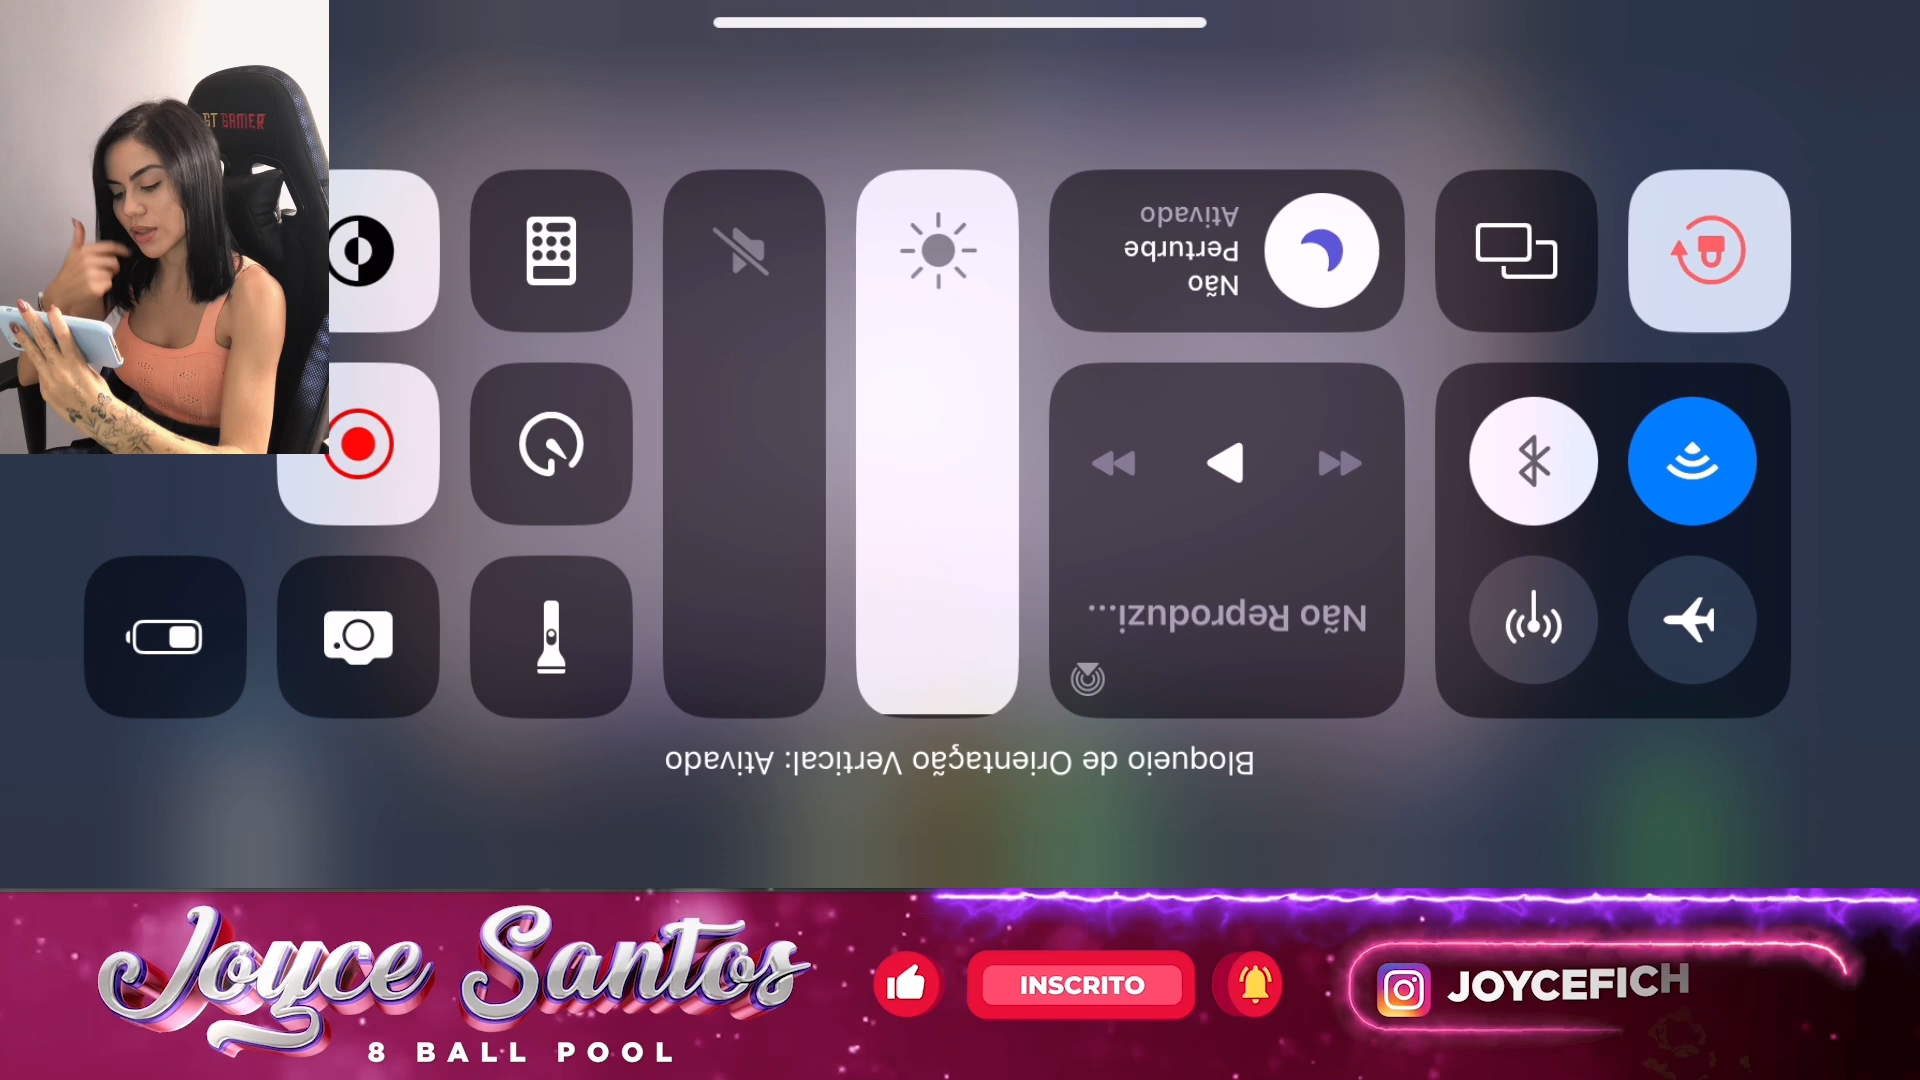 GT GAMER
Não
Perturbe
Ativado
Não Reproduzi...
Bloqueio de Orientação Vertical: Ativado
Joyce Santos
8 BALL POOL
INSCRITO
JOYCEFICH